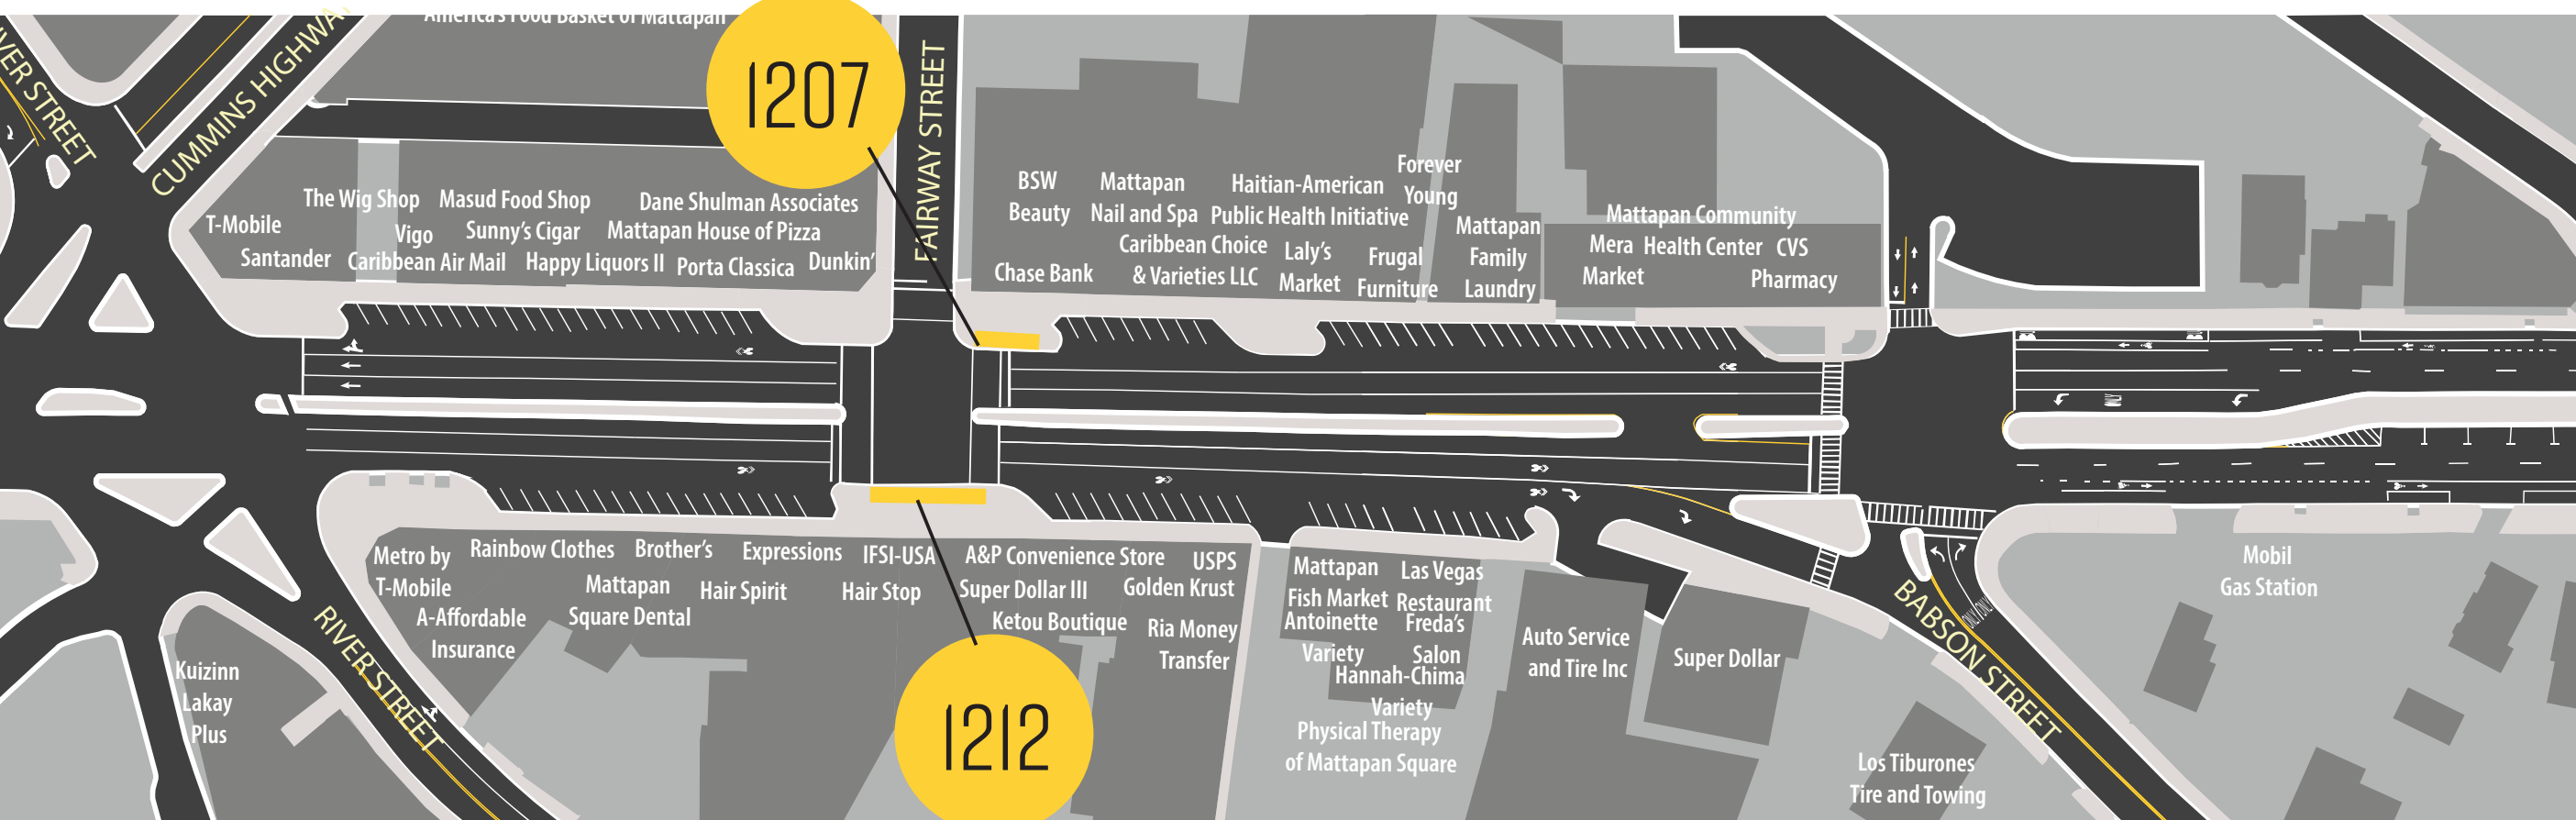 America's Food Basket of Mattapan
1207
RIVER STREET
CUMMINS HIGHWAY
FAIRWAY STREET
T-Mobile
Santander
The Wig Shop
Vigo
Caribbean Air Mail
Masud Food Shop
Sunny's Cigar
Happy Liquors II
Dane Shulman Associates
Mattapan House of Pizza
Porta Classica
Dunkin'
BSW
Beauty
Chase Bank
Mattapan
Nail and Spa
Caribbean Choice
& Varieties LLC
Haitian-American
Public Health Initiative
Laly's
Market
Forever
Young
Frugal
Furniture
Mattapan
Family
Laundry
Mattapan Community
Health Center
Mera
Market
CVS
Pharmacy
Metro by
T-Mobile
A-Affordable
Insurance
Rainbow Clothes
Mattapan
Square Dental
Brother's
Hair Spirit
Expressions
Hair Stop
IFSI-USA
A&P Convenience Store
Super Dollar III
Ketou Boutique
USPS
Golden Krust
Ria Money
Transfer
Mattapan
Fish Market
Las Vegas
Restaurant
Antoinette
Variety
Freda's
Salon
Hannah-Chima
Variety
Physical Therapy
of Mattapan Square
Auto Service
and Tire Inc
Super Dollar
Mobil
Gas Station
Los Tiburones
Tire and Towing
Kuizinn
Lakay
Plus
RIVER STREET
1212
BABSON STREET
ONLY
ONLY